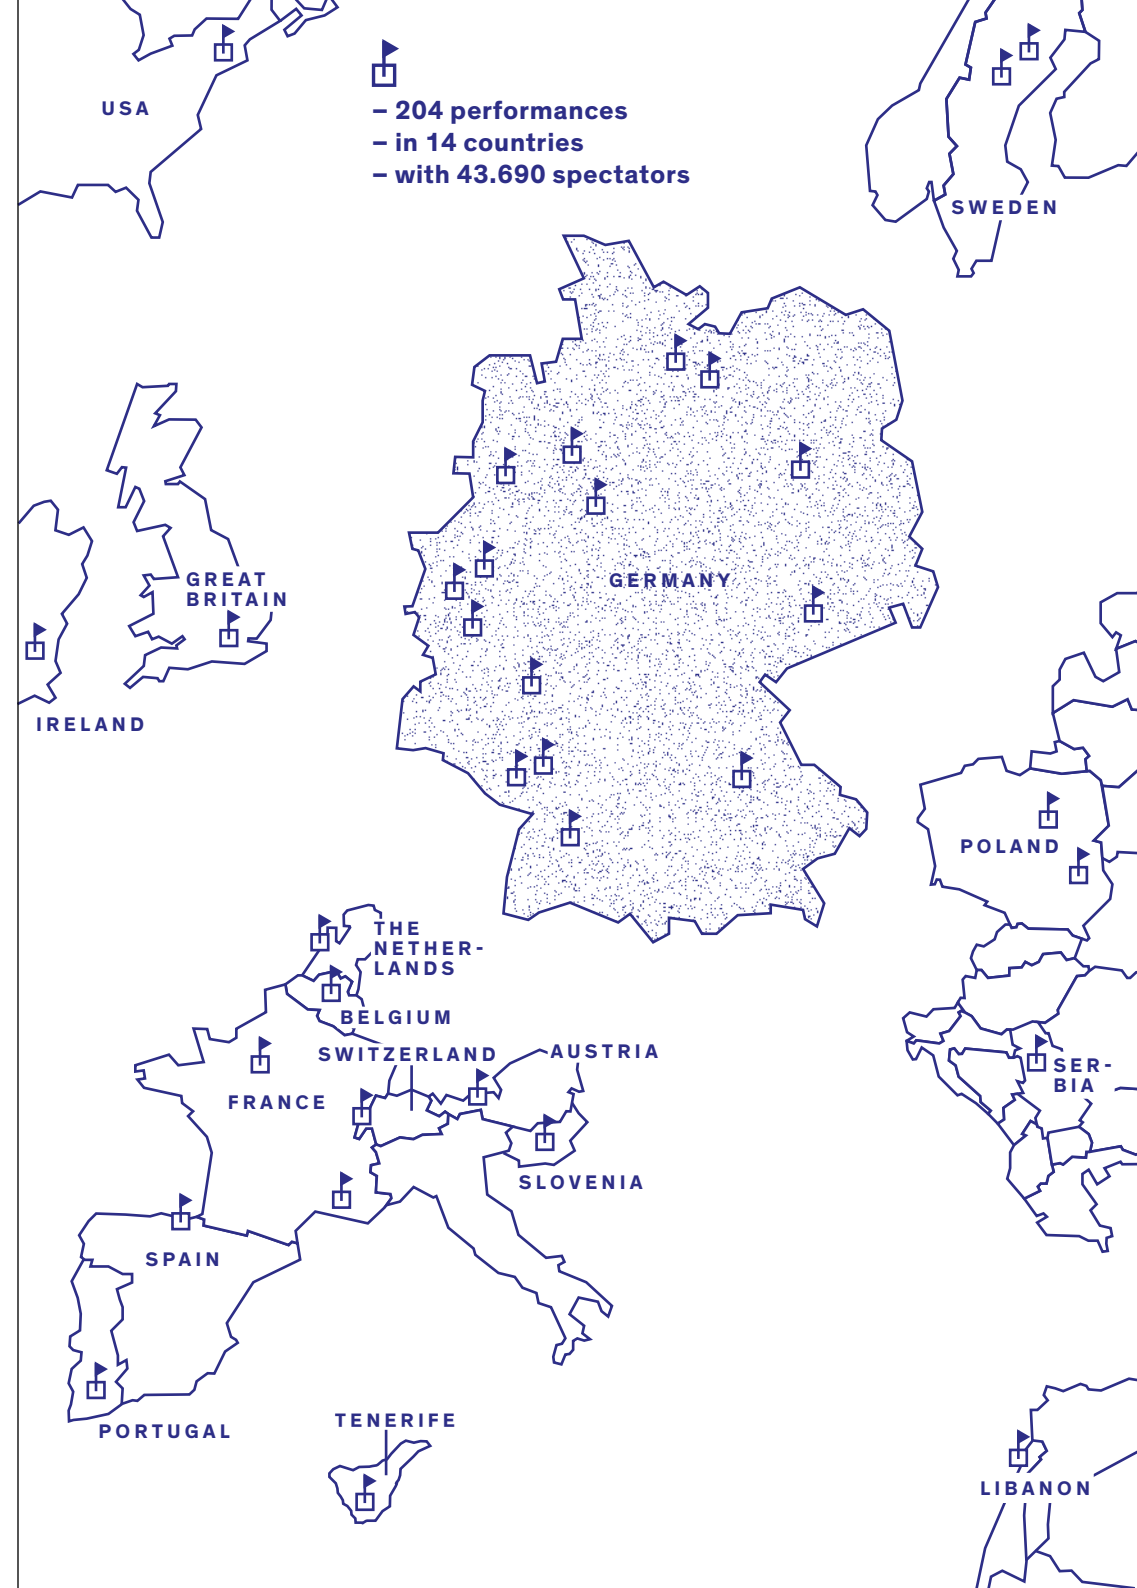 USA
– 204 performances
– in 14 countries
– with 43.690 spectators
SWEDEN
GREAT
BRITAIN
GERMANY
IRELAND
POLAND
THE
NETHER-
LANDS
BELGIUM
SWITZERLAND
AUSTRIA
SER-
BIA
FRANCE
SLOVENIA
SPAIN
PORTUGAL
TENERIFE
LIBANON